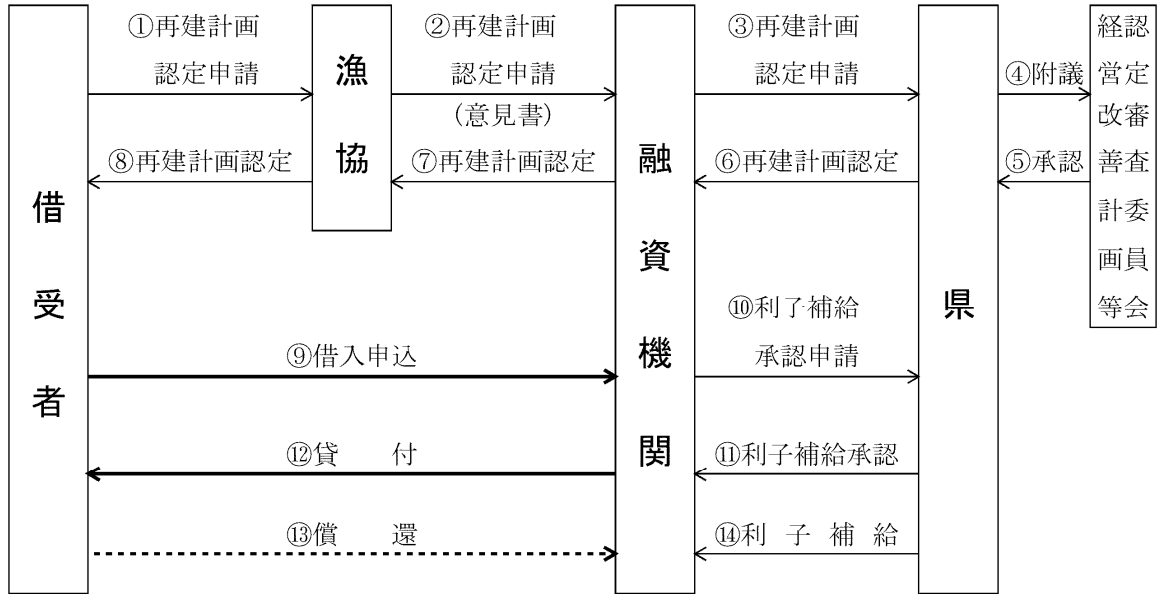 ①再建計画
認定申請
②再建計画
認定申請
(意見書)
③再建計画
認定申請
④附議
⑤承認
⑥再建計画認定
⑦再建計画認定
⑧再建計画認定
⑨借入申込
⑩利子補給
承認申請
⑪利子補給承認
⑫貸 付
⑬償 還
⑭利子補給
借受者
漁協
融資機関
県
認定審査委員会
経営改善計画等